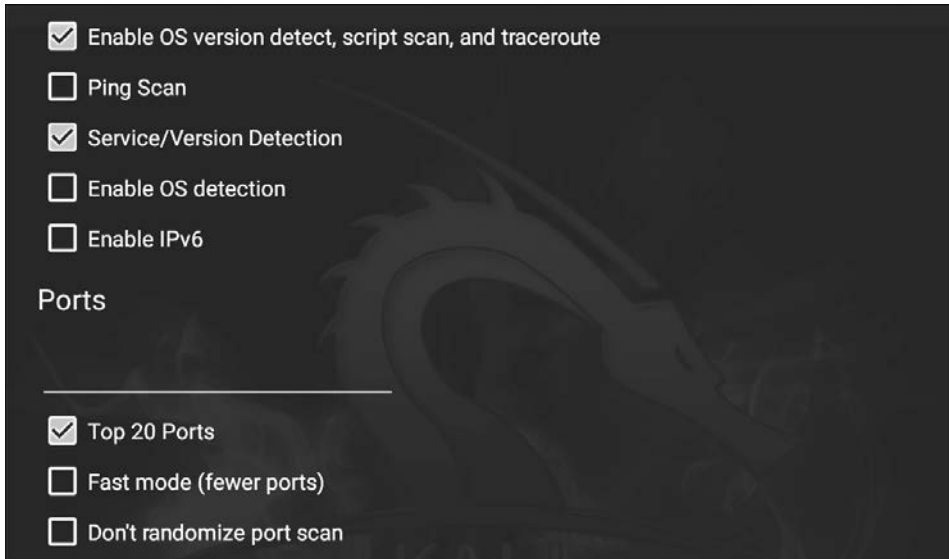 Enable OS version detect, script scan, and traceroute
Ping Scan
Service/Version Detection
Enable OS detection
Enable IPv6
Ports
Top 20 Ports
Fast mode (fewer ports)
Don't randomize port scan